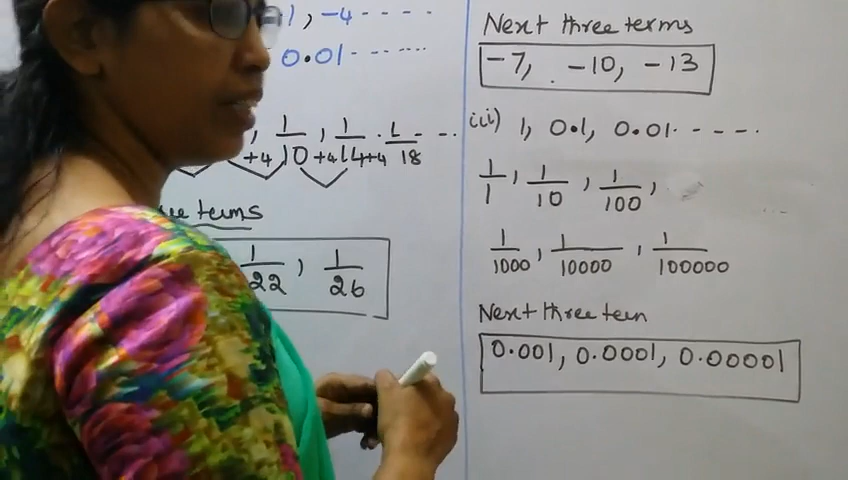 1, -4 - - - -
0.01 - - - - - -
, 1/10, 1/14, 1/18 - - -
+4 +4 +4
terms
1/22, 1/26
Next three terms
-7, -10, -13
iii) 1, 0.1, 0.01 - - - - -
1/1, 1/10, 1/100,
1/1000, 1/10000, 1/100000
Next three teen
0.001, 0.0001, 0.00001